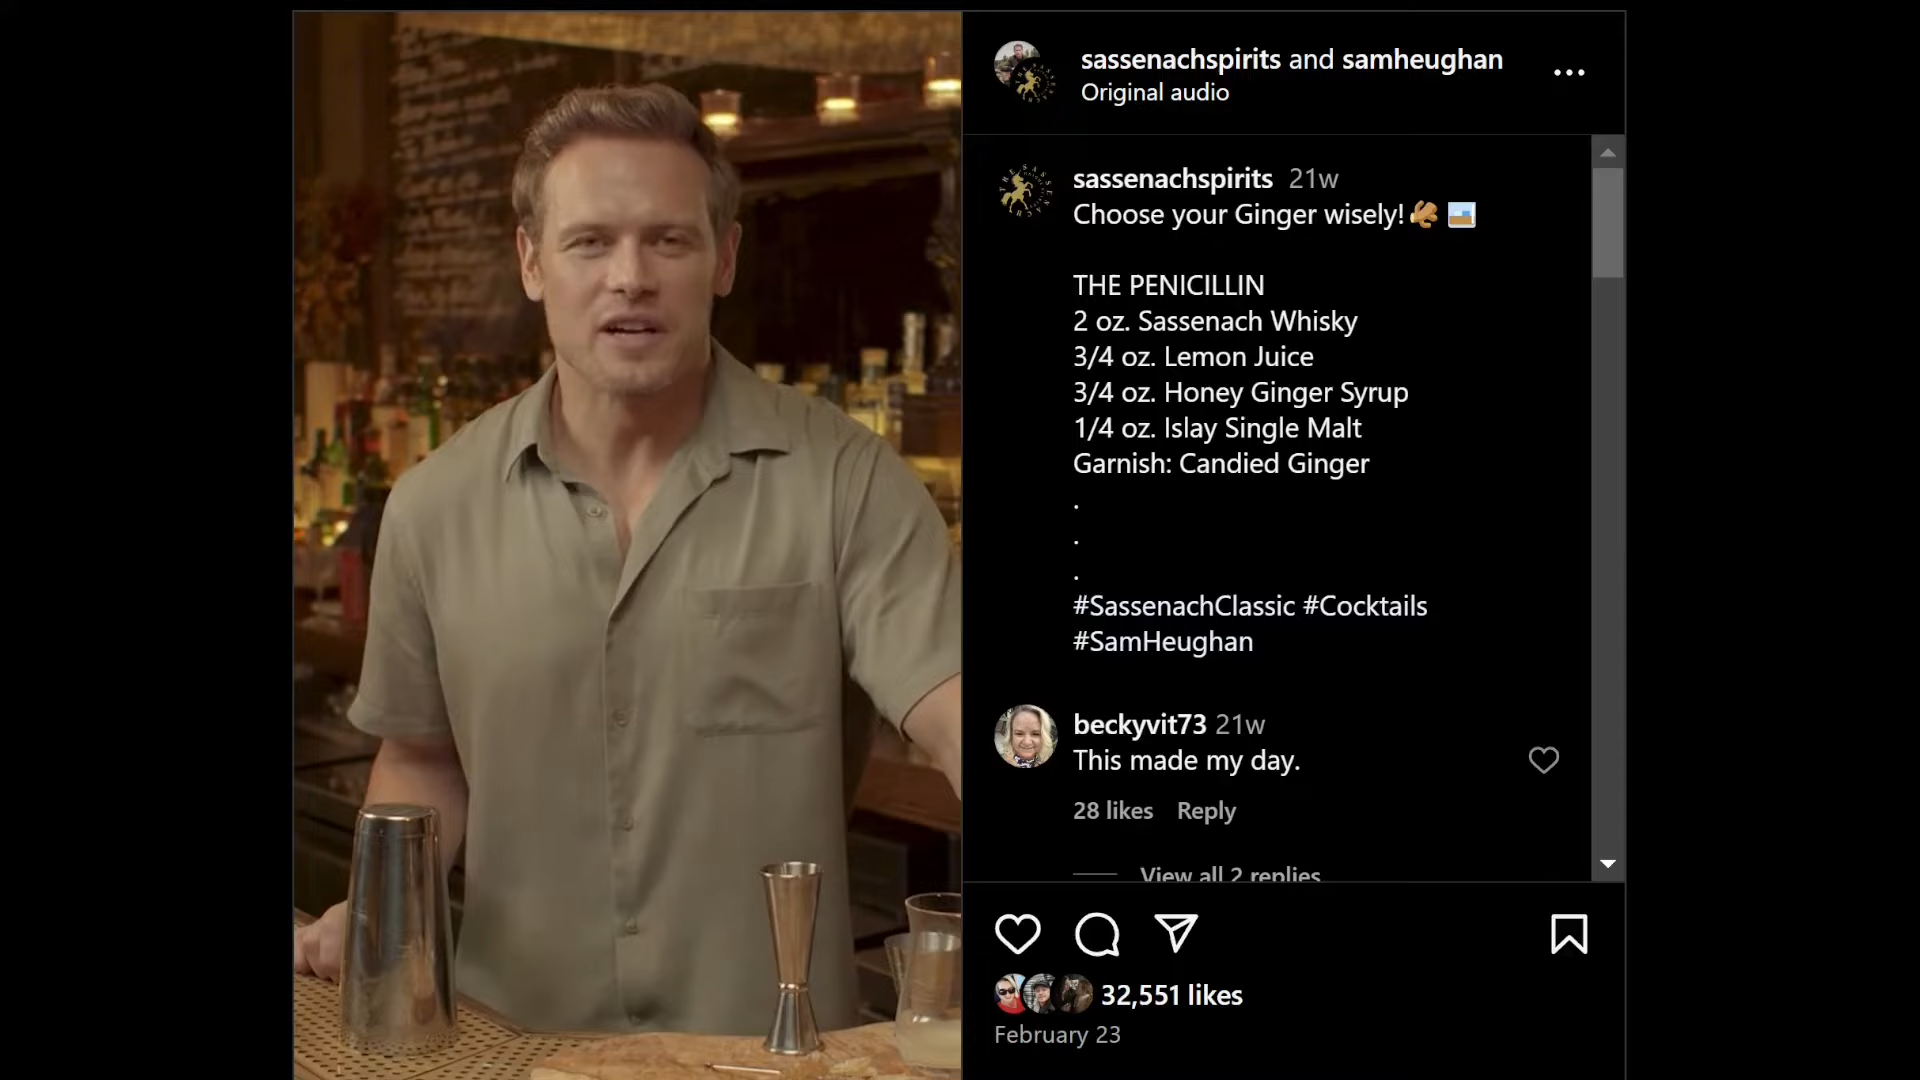 sassenachspirits and samheughan
Original audio
sassenachspirits 21w
Choose your Ginger wisely!🫚 🥃
THE PENICILLIN
2 oz. Sassenach Whisky
3/4 oz. Lemon Juice
3/4 oz. Honey Ginger Syrup
1/4 oz. Islay Single Malt
Garnish: Candied Ginger
.
.
.
#SassenachClassic #Cocktails
#SamHeughan
beckyvit73 21w
This made my day.
28 likes Reply
View all 2 replies
32,551 likes
February 23